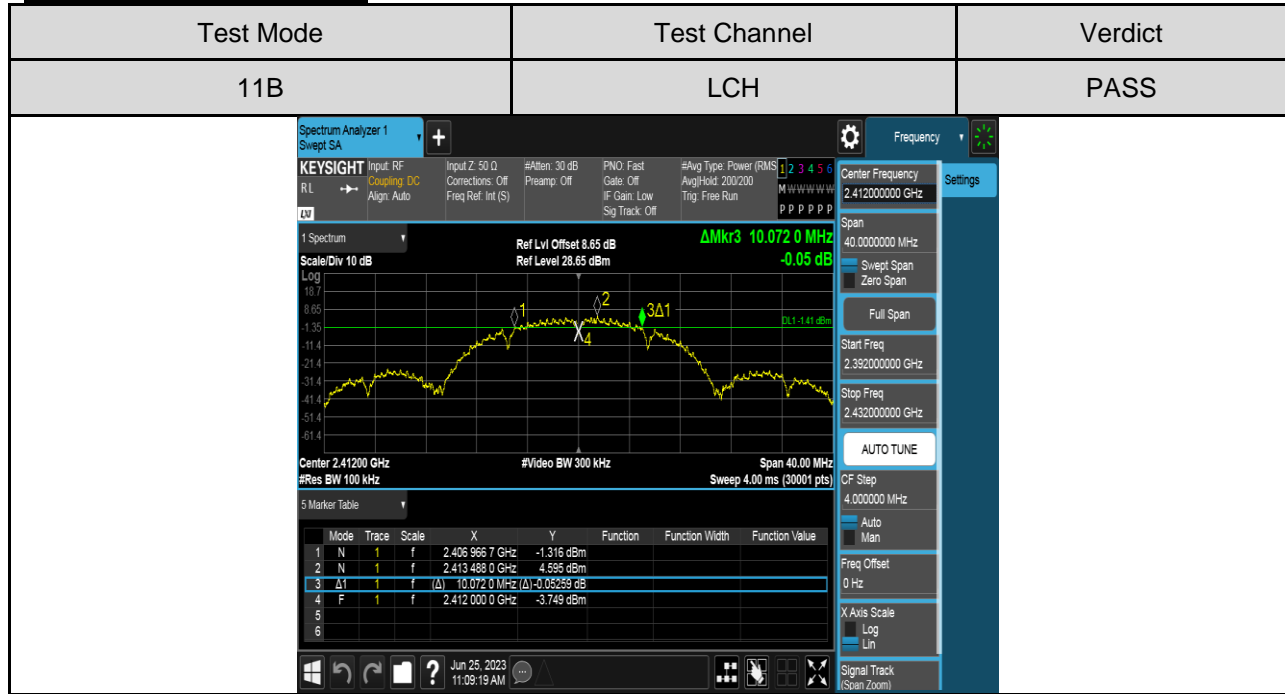 Test Mode Test Channel Verdict
11B LCH PASS
Spectrum Analyzer 1
Swept SA
+
Frequency
KEYSIGHT Input: RF Input Z: 50 Ω #Atten: 30 dB PNO: Fast #Avg Type: Power (RMS 1 2 3 4 5 6
RL Coupling: DC Corrections: Off Preamp: Off Gate: Off Avg|Hold: 200/200 M W W W W W
Align: Auto Freq Ref: Int (S) IF Gain: Low Trig: Free Run
LXI Sig Track: Off P P P P P P
Center Frequency
2.412000000 GHz
Settings
1 Spectrum
Ref Lvl Offset 8.65 dB ΔMkr3 10.072 0 MHz
Scale/Div 10 dB Ref Level 28.65 dBm -0.05 dB
Log
18.7
8.65
-1.35
-11.4
-21.4
-31.4
-41.4
-51.4
-61.4
1
2
3Δ1
4
DL1 -1.41 dBm
Center 2.41200 GHz #Video BW 300 kHz Span 40.00 MHz
#Res BW 100 kHz Sweep 4.00 ms (30001 pts)
Span
40.0000000 MHz
Swept Span
Zero Span
Full Span
Start Freq
2.392000000 GHz
Stop Freq
2.432000000 GHz
AUTO TUNE
CF Step
4.000000 MHz
Auto
Man
Freq Offset
0 Hz
X Axis Scale
Log
Lin
Signal Track
(Span Zoom)
5 Marker Table
Mode Trace Scale X Y Function Function Width Function Value
1 N 1 f 2.406 966 7 GHz -1.316 dBm
2 N 1 f 2.413 488 0 GHz 4.595 dBm
3 Δ1 1 f (Δ) 10.072 0 MHz (Δ) -0.05259 dB
4 F 1 f 2.412 000 0 GHz -3.749 dBm
5
6
? Jun 25, 2023
11:09:19 AM